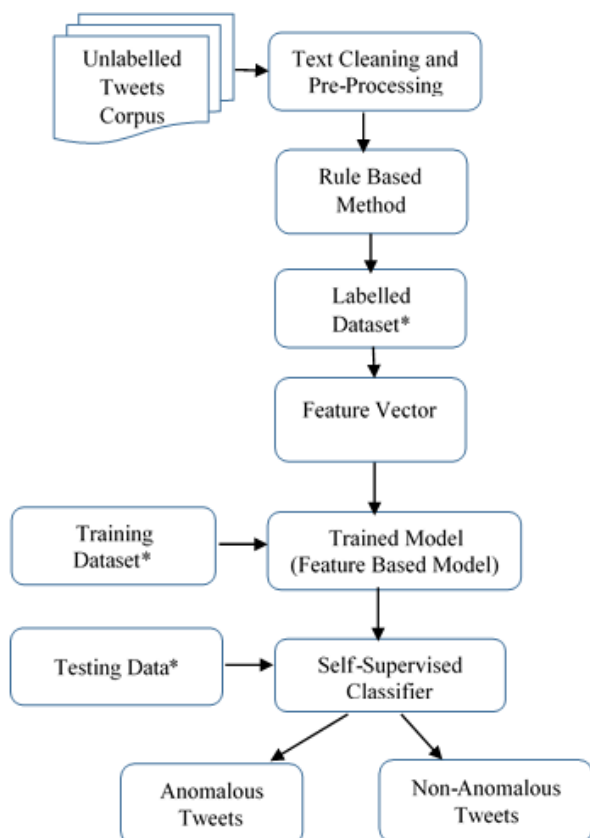 Unlabelled
Tweets
Corpus
Text Cleaning and
Pre-Processing
Rule Based
Method
Labelled
Dataset*
Feature Vector
Training
Dataset*
Trained Model
(Feature Based Model)
Testing Data*
Self-Supervised
Classifier
Anomalous
Tweets
Non-Anomalous
Tweets